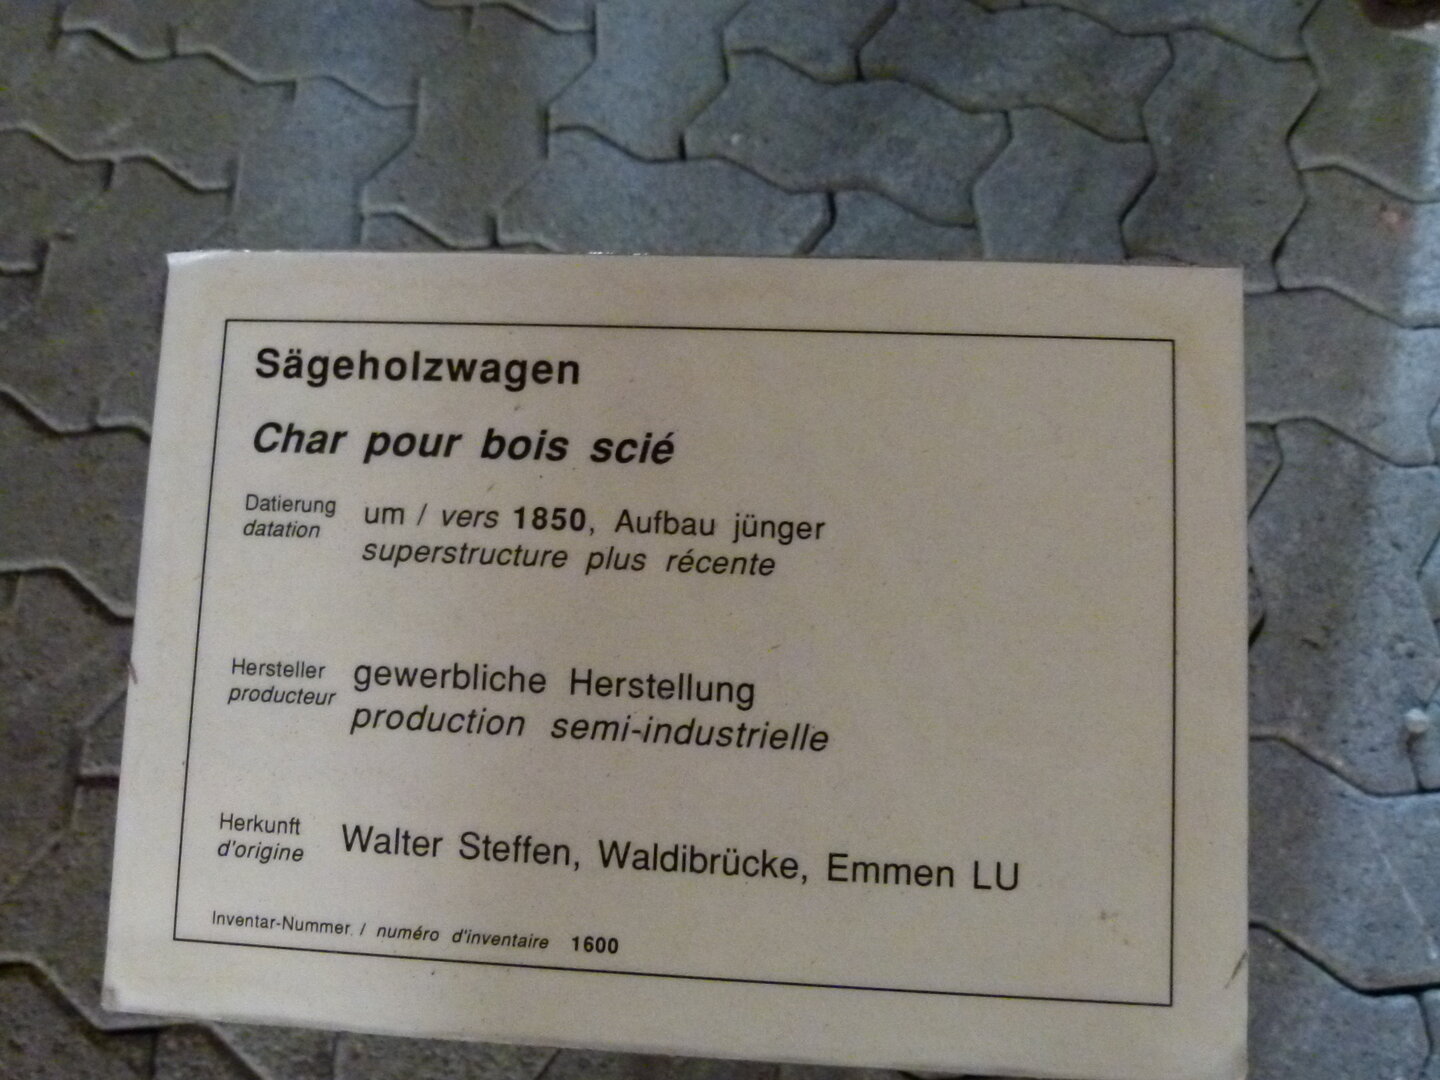 Sägeholzwagen
Char pour bois scié
Datierung um / vers 1850, Aufbau jünger
datation superstructure plus récente
Hersteller gewerbliche Herstellung
producteur production semi-industrielle
Herkunft Walter Steffen, Waldibrücke, Emmen LU
d'origine
Inventar-Nummer. / numéro d'inventaire 1600